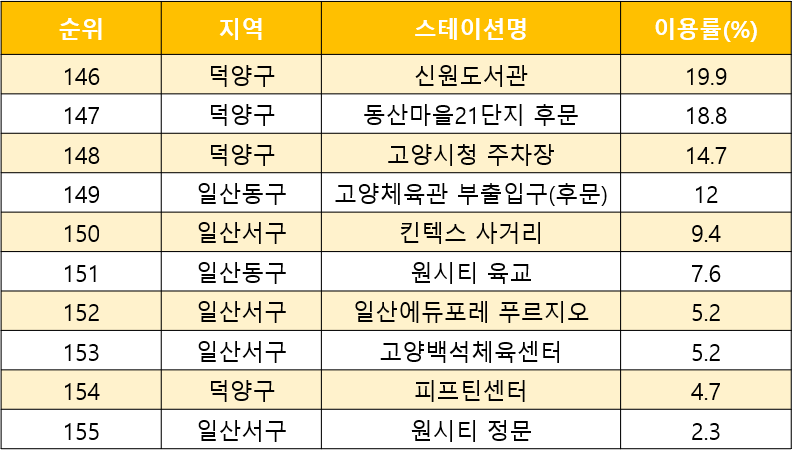 순위 지역 스테이션명 이용률(%)
146 덕양구 신원도서관 19.9
147 덕양구 동산마을21단지 후문 18.8
148 덕양구 고양시청 주차장 14.7
149 일산동구 고양체육관 부출입구(후문) 12
150 일산서구 킨텍스 사거리 9.4
151 일산동구 원시티 육교 7.6
152 일산서구 일산에듀포레 푸르지오 5.2
153 일산서구 고양백석체육센터 5.2
154 덕양구 피프틴센터 4.7
155 일산서구 원시티 정문 2.3